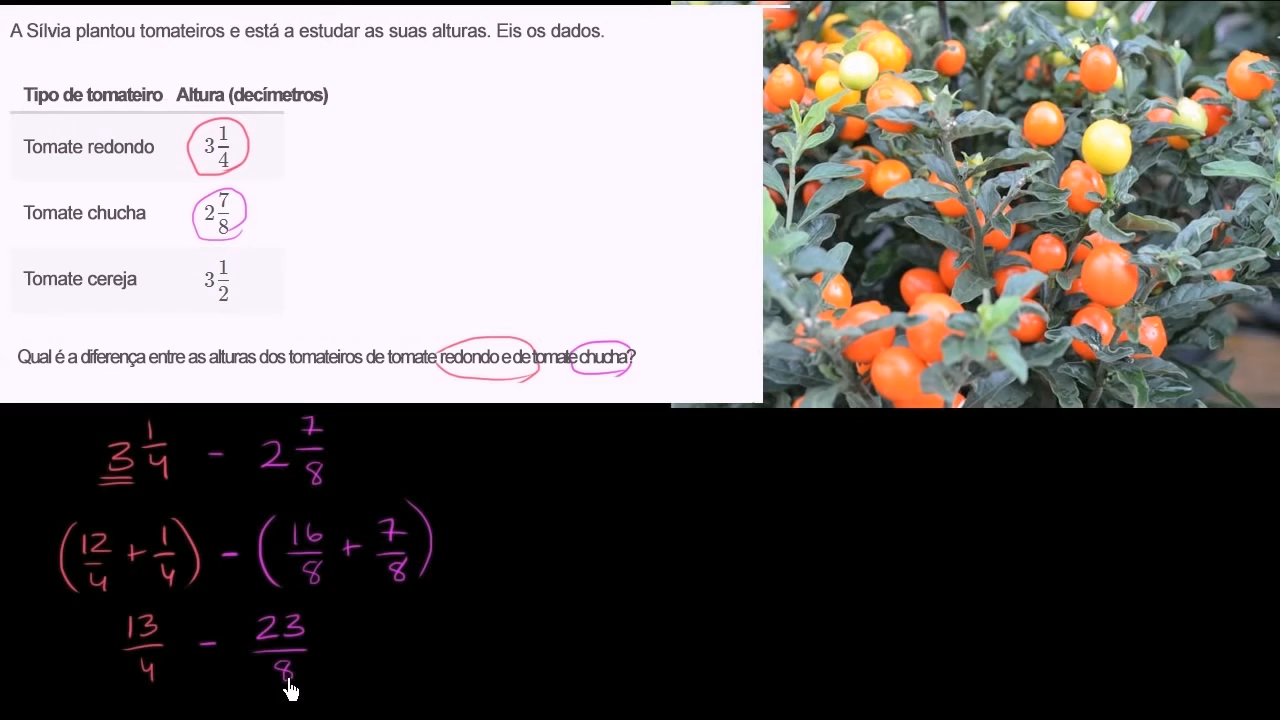 A Sílvia plantou tomateiros e está a estudar as suas alturas. Eis os dados.
Tipo de tomateiro Altura (decímetros)
Tomate redondo 3 1/4
Tomate chucha 2 7/8
Tomate cereja 3 1/2
Qual é a diferença entre as alturas dos tomateiros de tomate redondo e de tomate chucha?
3 1/4 - 2 7/8
(12/4 + 1/4) - (16/8 + 7/8)
13/4 - 23/8